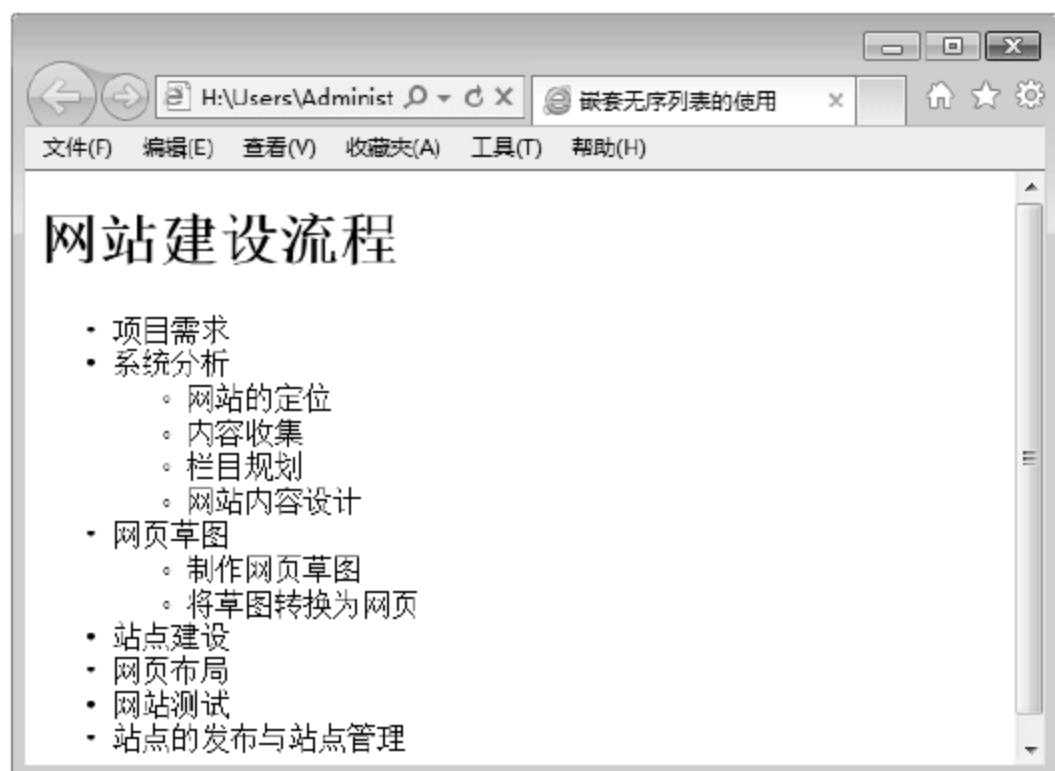 H:\Users\Administ
嵌套无序列表的使用
文件(F) 编辑(E) 查看(V) 收藏夹(A) 工具(T) 帮助(H)
网站建设流程
项目需求
系统分析
网站的定位
内容收集
栏目规划
网站内容设计
网页草图
制作网页草图
将草图转换为网页
站点建设
网页布局
网站测试
站点的发布与站点管理